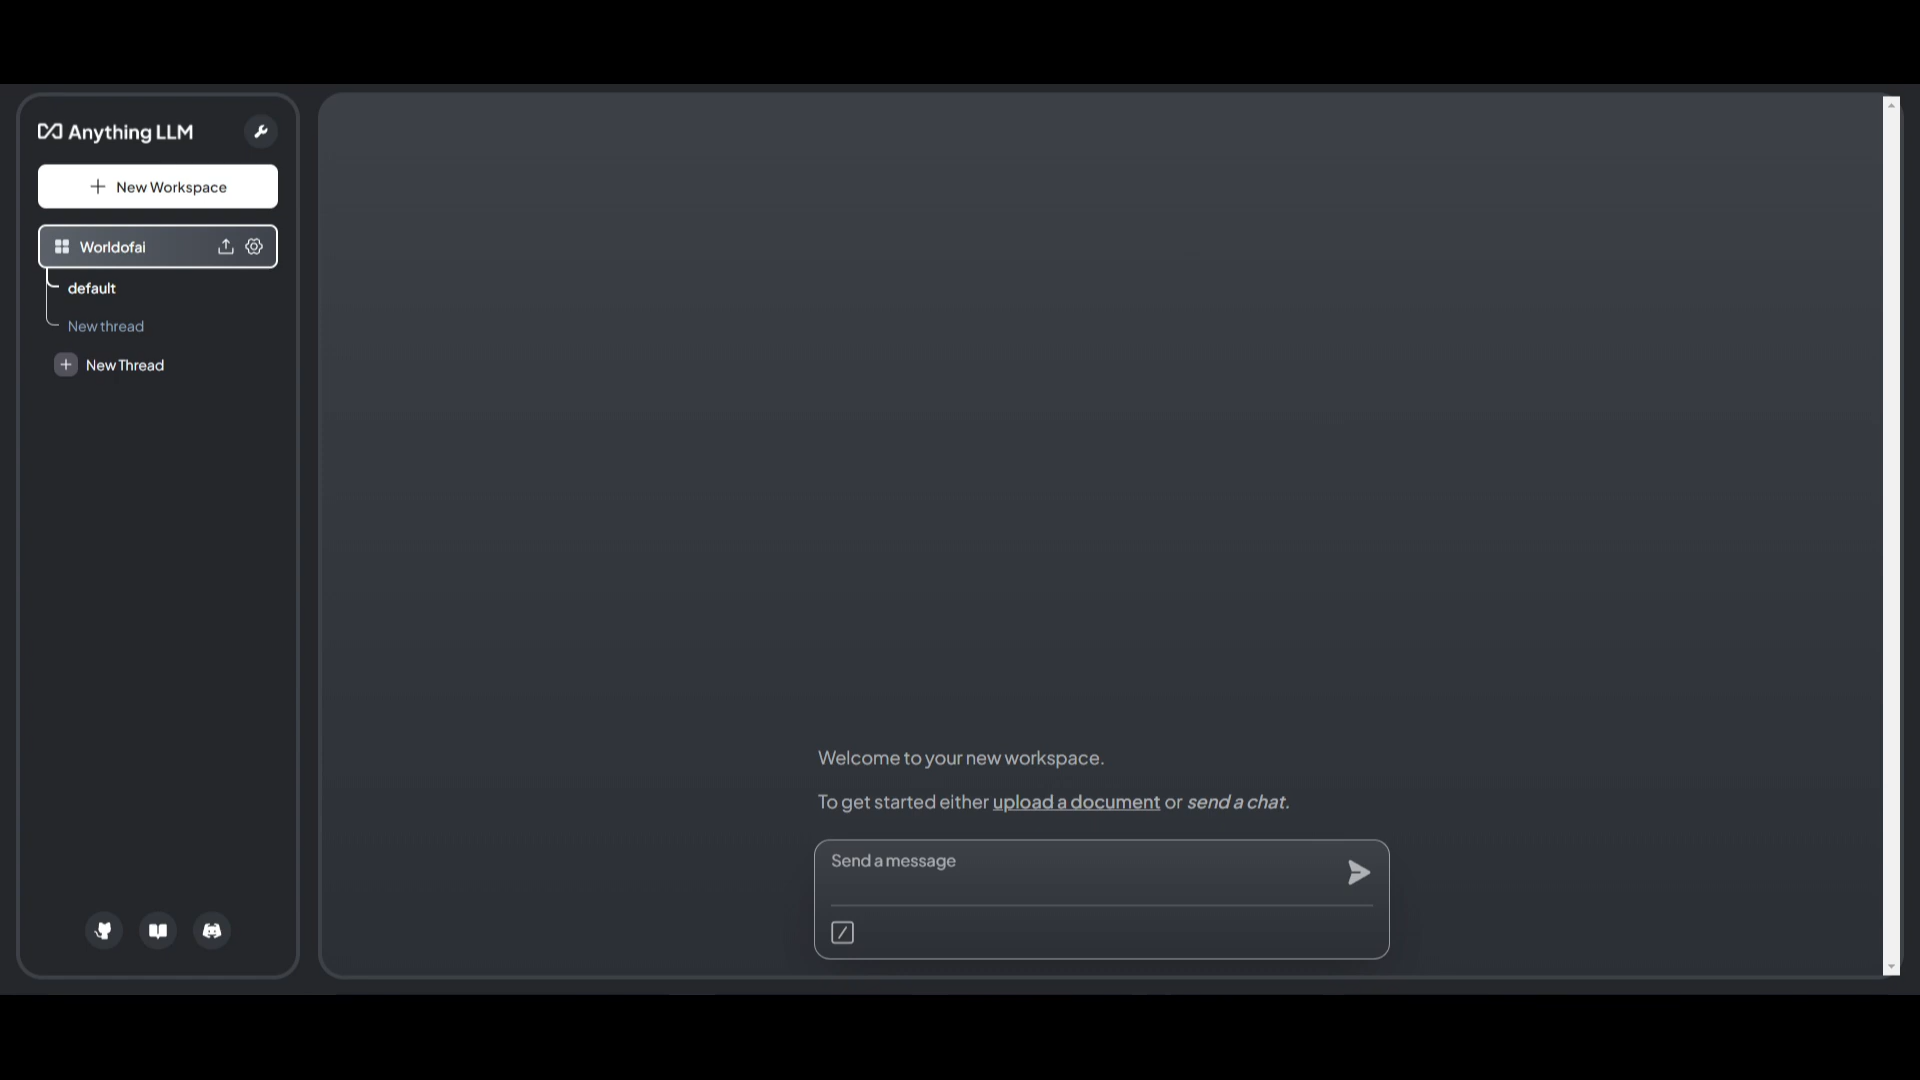 Anything LLM
New Workspace
Worldofai
default
New thread
New Thread
Welcome to your new workspace.
To get started either upload a document or send a chat.
Send a message